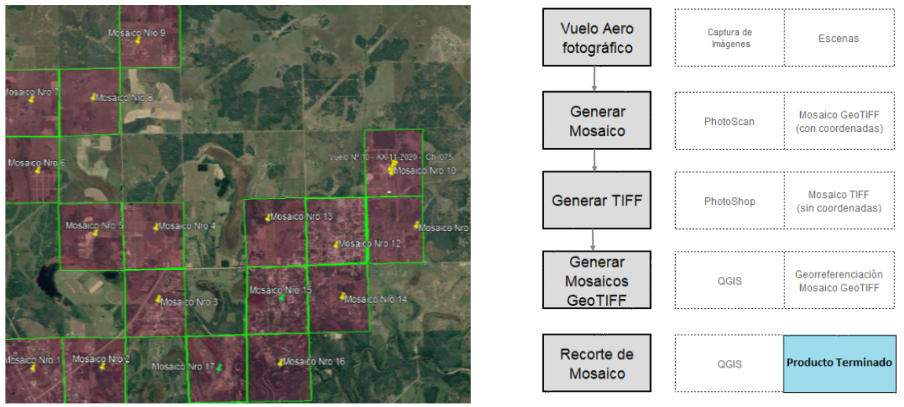 Mosaico Nro 9
Mosaico Nro 7
Mosaico Nro 8
Vuelo Nº 10 - XX-11-2020 - Ch-075
Mosaico Nro 6
Mosaico Nro 10
Mosaico Nro 13
Mosaico Nro 5
Mosaico Nro 4
Mosaico Nro
Mosaico Nro 12
Mosaico Nro 15
Mosaico Nro 3
Mosaico Nro 14
Mosaico Nro 1
Mosaico Nro 2
Mosaico Nro 17
Mosaico Nro 16
Vuelo Aero
fotográfico
Captura de
Imágenes
Escenas
Generar
Mosaico
PhotoScan
Mosaico GeoTIFF
(con coordenadas)
Generar TIFF
PhotoShop
Mosaico TIFF
(sin coordenadas)
Generar
Mosaicos
GeoTIFF
QGIS
Georreferenciaciòn
Mosaico GeoTIFF
Recorte de
Mosaico
QGIS
Producto Terminado